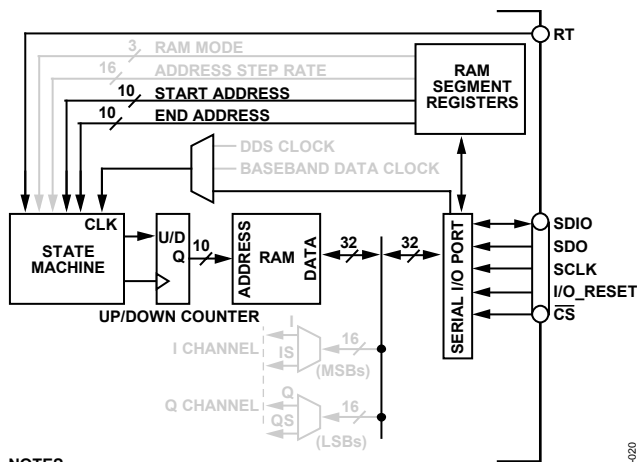 RT
3 RAM MODE
16 ADDRESS STEP RATE
10 START ADDRESS
10 END ADDRESS
RAM
SEGMENT
REGISTERS
DDS CLOCK
BASEBAND DATA CLOCK
CLK
STATE
MACHINE
U/D
Q
10
ADDRESS
RAM
DATA
32
32
SERIAL I/O PORT
SDIO
SDO
SCLK
I/O_RESET
CS
UP/DOWN COUNTER
I CHANNEL
I
IS
16
(MSBs)
Q CHANNEL
Q
QS
16
(LSBs)
NOTES
-020